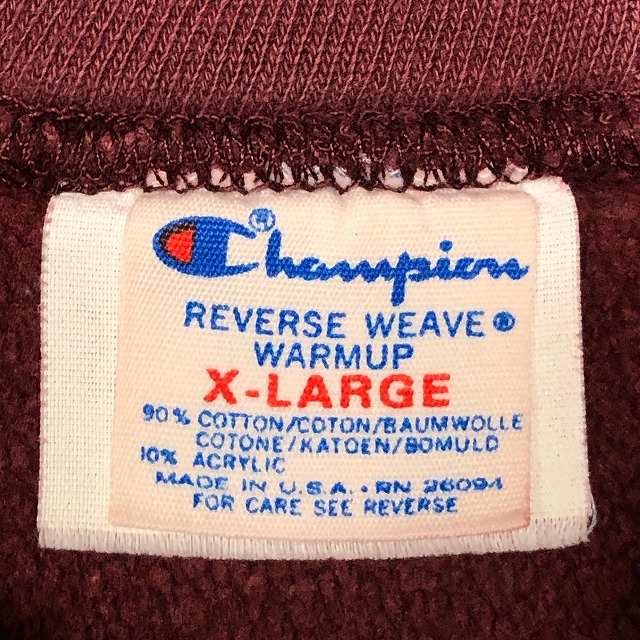 Champion®
REVERSE WEAVE®
WARMUP
X-LARGE
90% COTTON/COTON/BAUMWOLLE
COTONE/KATOEN/BOMULD
10% ACRYLIC
MADE IN U.S.A. · RN 26094
FOR CARE SEE REVERSE